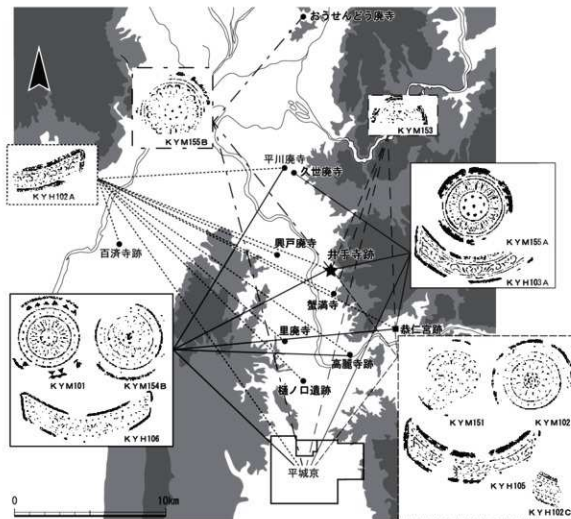 おうせんどう廃寺
KYM155B
KYM153
平川廃寺
久世廃寺
KYH102A
KYM155A
KYH103A
百済寺跡
興戸廃寺
井手寺跡
蟹満寺
恭仁宮跡
里廃寺
高麗寺跡
樋ノ口遺跡
KYM101
KYM154B
KYH106
KYM151
KYM102
KYH105
KYH102C
平城京
0
10km